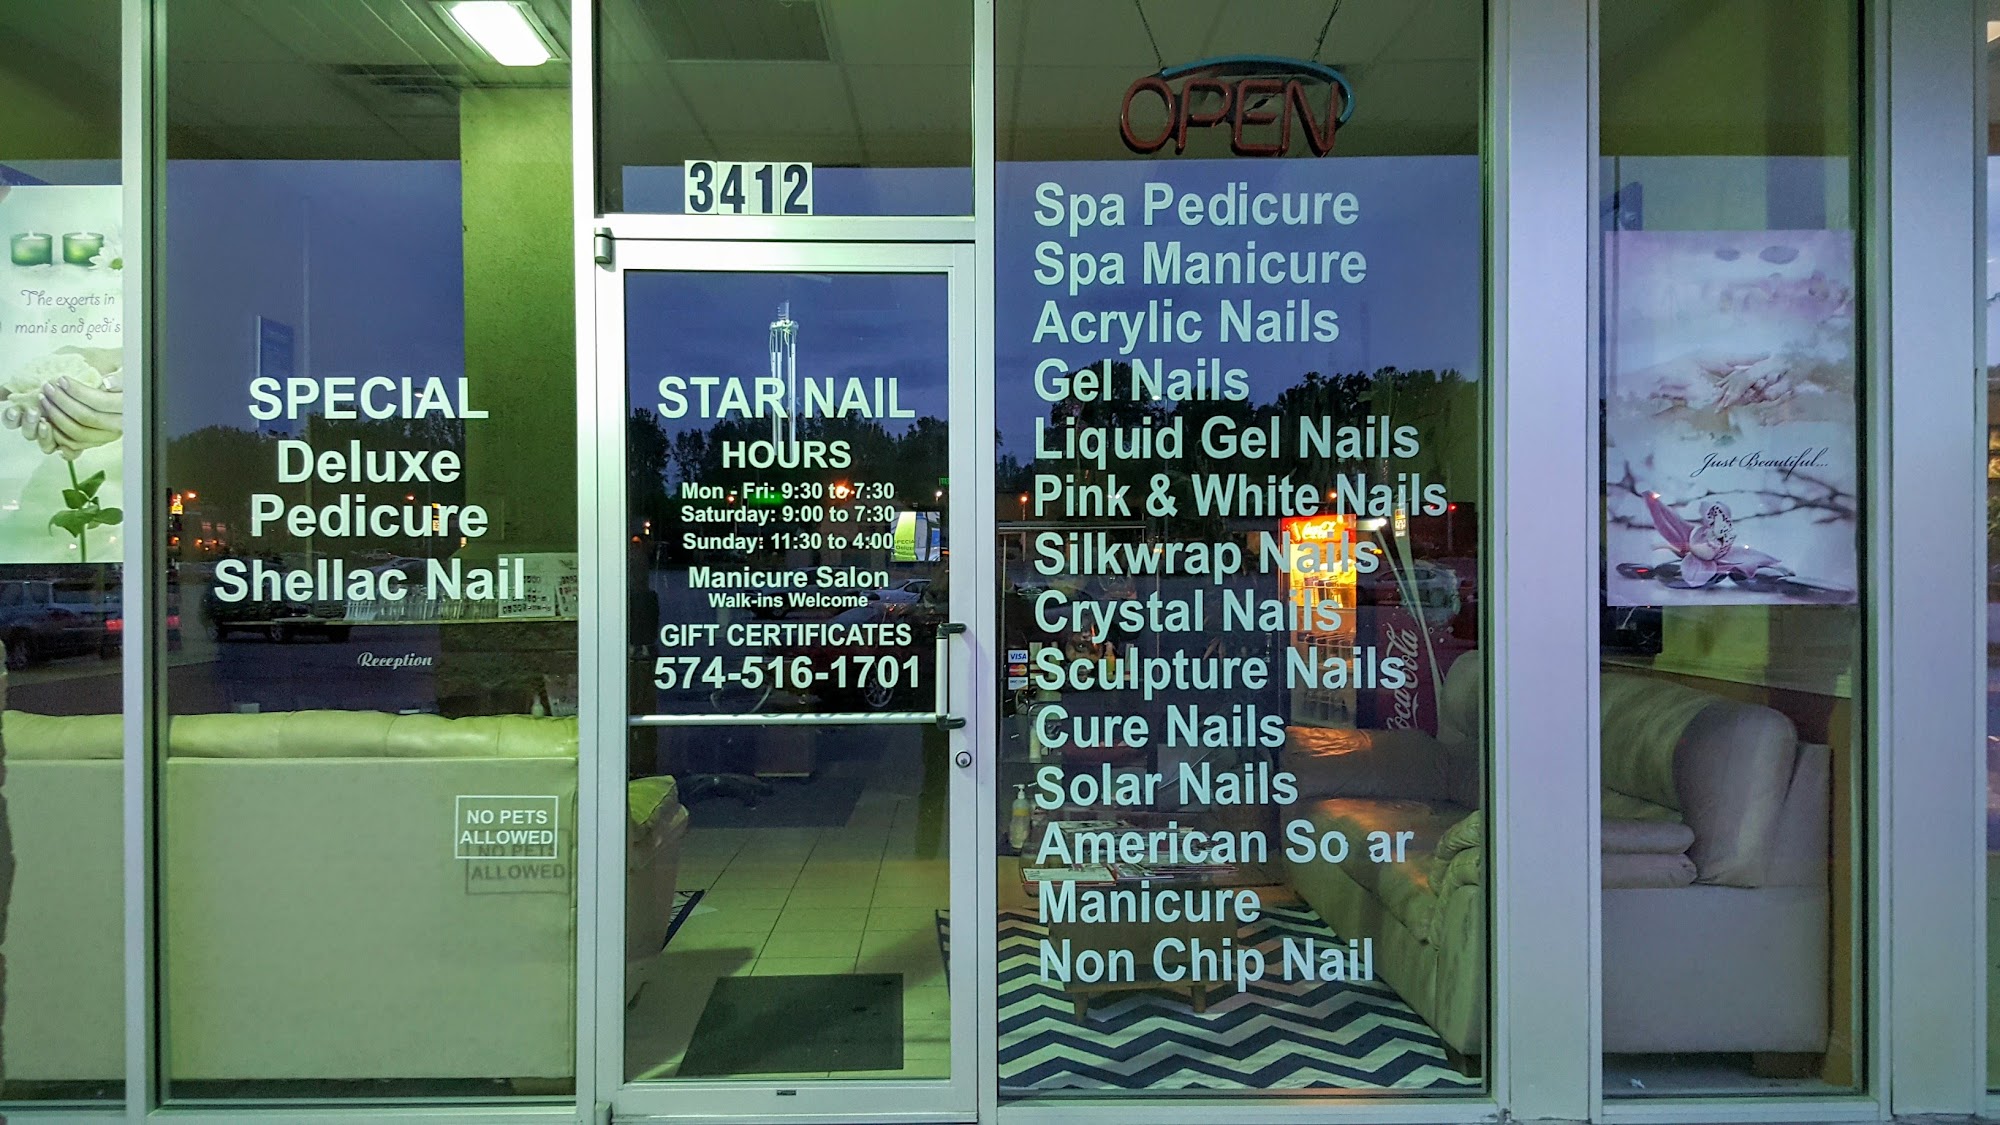 OPEN
3412
The experts in
mani's and pedi's
SPECIAL
Deluxe
Pedicure
Shellac Nail
Reception
NO PETS
ALLOWED
STAR NAIL
HOURS
Mon - Fri: 9:30 to 7:30
Saturday: 9:00 to 7:30
Sunday: 11:30 to 4:00
Manicure Salon
Walk-ins Welcome
GIFT CERTIFICATES
574-516-1701
Spa Pedicure
Spa Manicure
Acrylic Nails
Gel Nails
Liquid Gel Nails
Pink & White Nails
Silkwrap Nails
Crystal Nails
Sculpture Nails
Cure Nails
Solar Nails
American So ar
Manicure
Non Chip Nail
VISA
Coca-Cola
Just Beautiful...